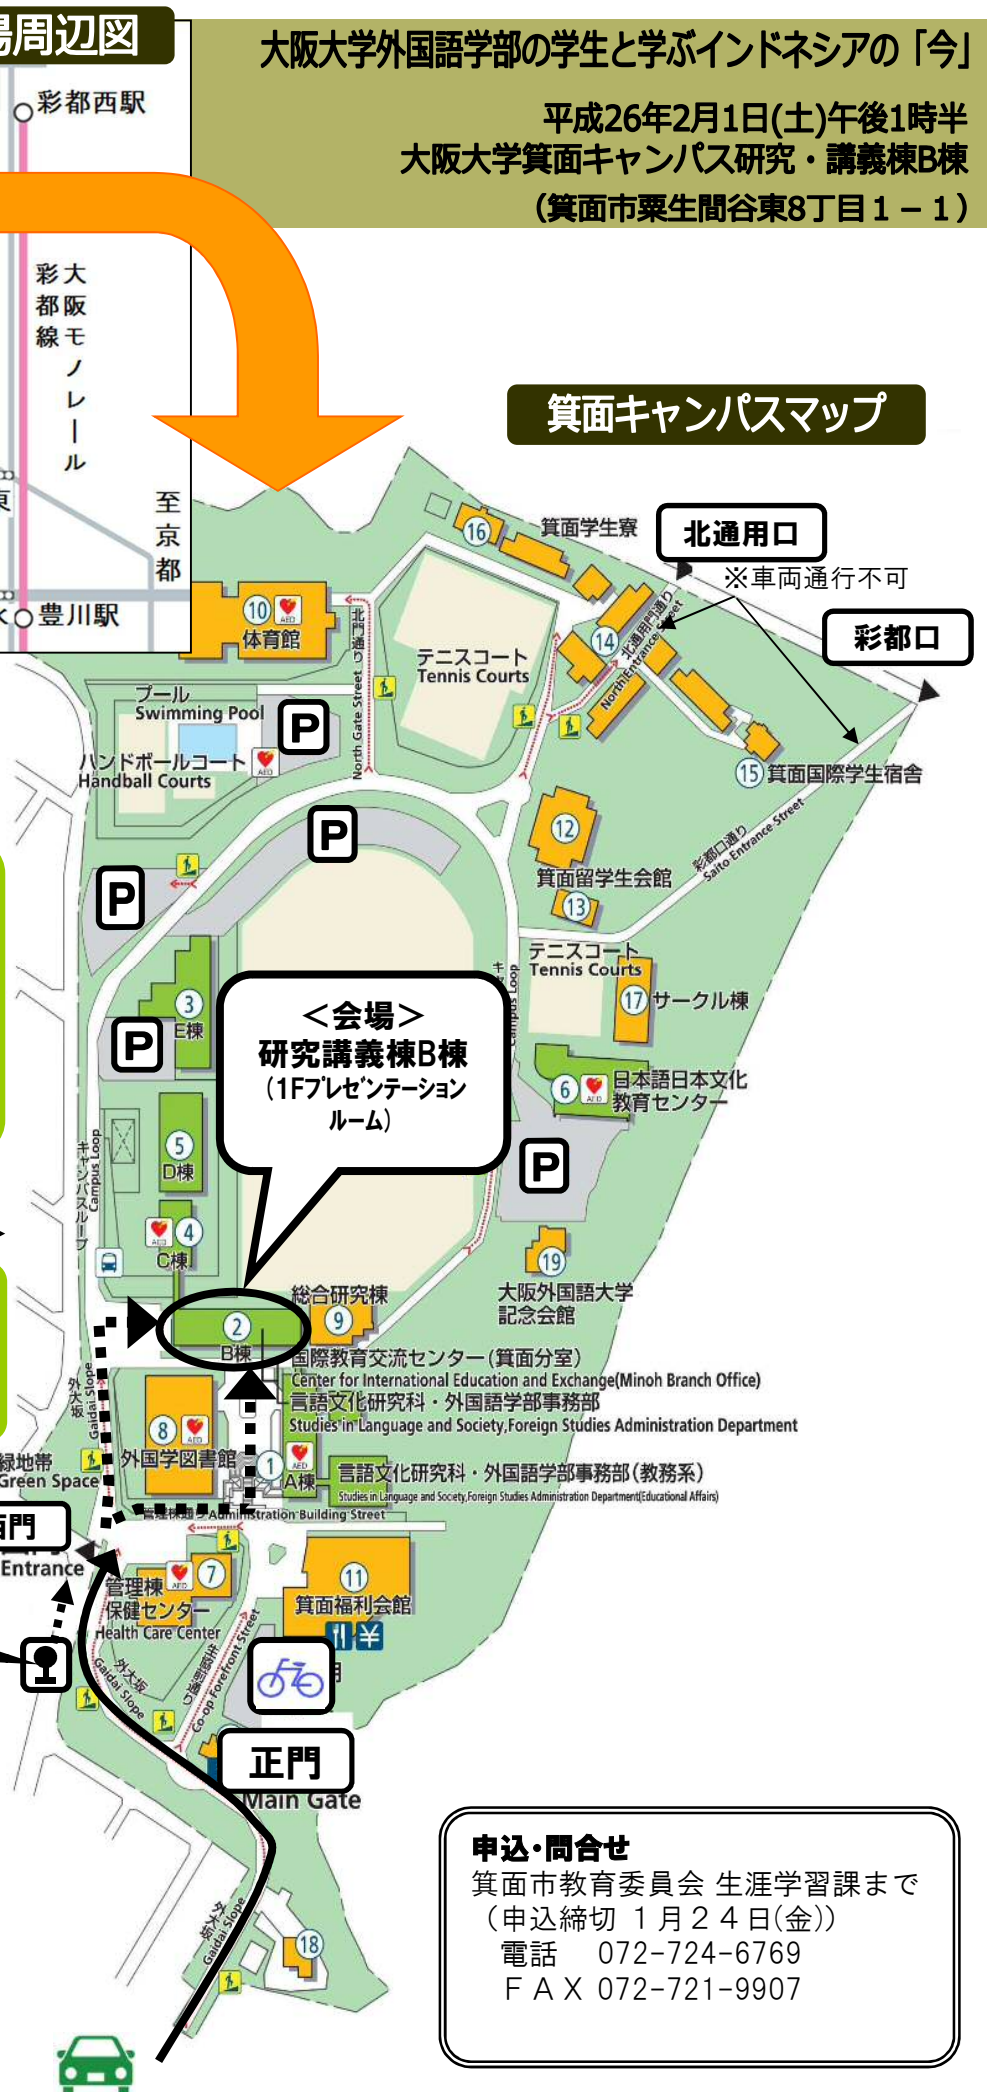 場周辺図
大阪大学外国語学部の学生と学ぶインドネシアの「今」
平成26年2月1日(土)午後1時半
大阪大学箕面キャンパス研究・講義棟B棟
（箕面市粟生間谷東8丁目１－１）
彩都西駅
大阪モノレール
彩都線
至京都
東
豊川駅
箕面キャンパスマップ
北通用口
※車両通行不可
彩都口
16
箕面学生寮
10
AED
体育館
北門通り
North Gate Street
テニスコート
Tennis Courts
14
北通用門通り
North Entrance Street
プール
Swimming Pool
P
ハンドボールコート
Handball Courts
AED
15 箕面国際学生宿舎
彩都口通り
Saito Entrance Street
P
12
箕面留学生会館
13
P
テニスコート
Tennis Courts
17 サークル棟
3
E棟
P
＜会場＞
研究講義棟B棟
(1Fプレゼンテーション
ルーム)
Campus Loop
6
AED
日本語日本文化
教育センター
P
5
D棟
キャンパスループ
Campus Loop
AED
4
C棟
19
大阪外国語大学
記念会館
総合研究棟
9
2
B棟
国際教育交流センター(箕面分室)
Center for International Education and Exchange(Minoh Branch Office)
言語文化研究科・外国語学部事務部
Studies in Language and Society,Foreign Studies Administration Department
外大坂
Gaidai Slope
8
AED
外国学図書館
1
AED
A棟
言語文化研究科・外国語学部事務部(教務系)
Studies in Language and Society,Foreign Studies Administration Department(Educational Affairs)
緑地帯
Green Space
管理棟通り Administration Building Street
西門
Entrance
7
AED
管理棟
保健センター
Health Care Center
11
箕面福利会館
外大坂
Gaidai Slope
Co-op Forefront Street
正門
Main Gate
外大坂
Gaidai Slope
18
申込・問合せ
箕面市教育委員会 生涯学習課まで
（申込締切 １月２４日(金)）
電話 072-724-6769
ＦＡＸ 072-721-9907